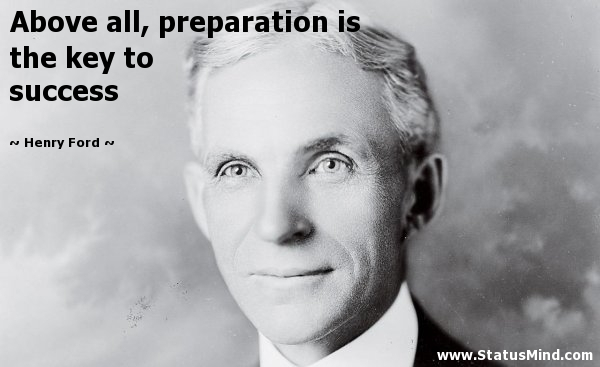 Above all, preparation is
the key to
success
~ Henry Ford ~
www.StatusMind.com